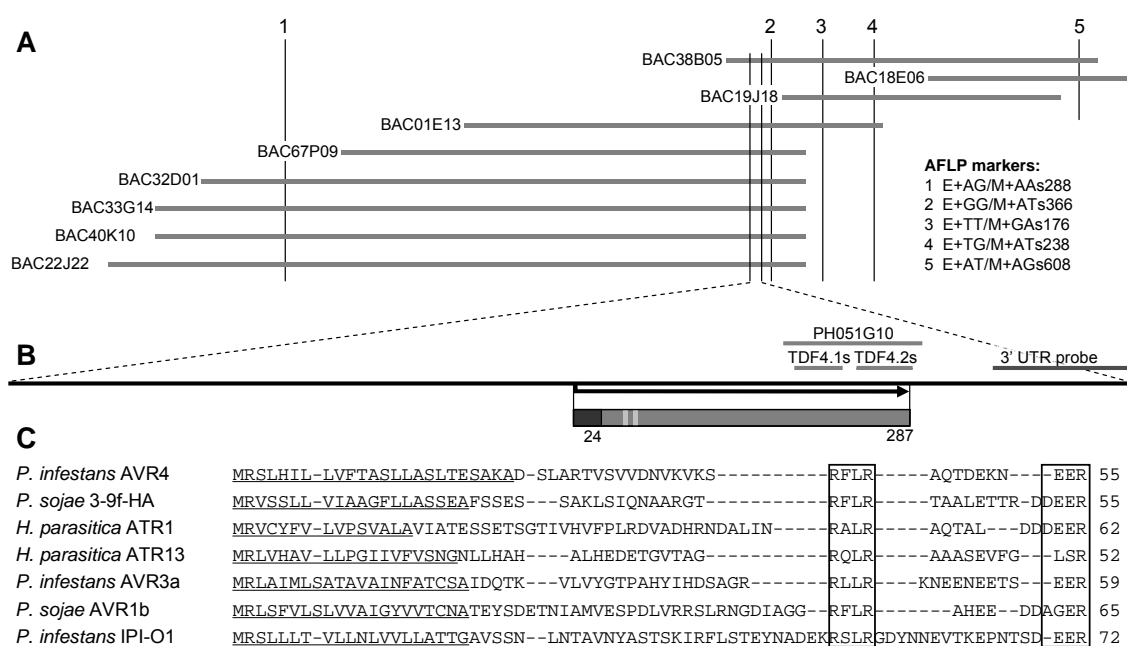 A
1 2 3 4 5
BAC38B05
BAC18E06
BAC19J18
BAC01E13
BAC67P09
BAC32D01
BAC33G14
BAC40K10
BAC22J22
AFLP markers:
1 E+AG/M+AAs288
2 E+GG/M+ATs366
3 E+TT/M+GAs176
4 E+TG/M+ATs238
5 E+AT/M+AGs608
B
PH051G10
TDF4.1s TDF4.2s
3' UTR probe
24 287
C
P. infestans AVR4 MRSLHIL-LVFTASLLASLTESAKAD-SLARTVSVVDNVKVKS----------RFLR-----AQTDEKN---EER 55
P. sojae 3-9f-HA MRVSSLL-VIAAGFLLASSEAFSSES--SAKLSIQNAARGT-----------RFLR-----TAALETTR-DDEER 55
H. parasitica ATR1 MRVCYFV-LVPSVALAVIATESSETSGTIVHVFPLRDVADHRNDALIN-----RALR-----AQTAL--DDDEER 62
H. parasitica ATR13 MRLVHAV-LLPGIIVFVSNGNLLHAH---ALHEDETGVTAG-----------RQLR-----AAASEVFG---LSR 52
P. infestans AVR3a MRLAIMLSATAVAINFATCSAIDQTK---VLVYGTPAHYIHDSAGR-------RLLR----KNEENEETS--EER 59
P. sojae AVR1b MRLSFVLSLVVAIGYVVTCNATEYSDETNIAMVESPDLVRRSLRNGDIAGG--RFLR-------AHEE--DDAGER 65
P. infestans IPI-O1 MRSLLLT-VLLNLVVLLATTGAVSSN--LNTAVNYASTSKIRFLSTEYNADEKRSLRGDYNNEVTKEPNTSD-EER 72